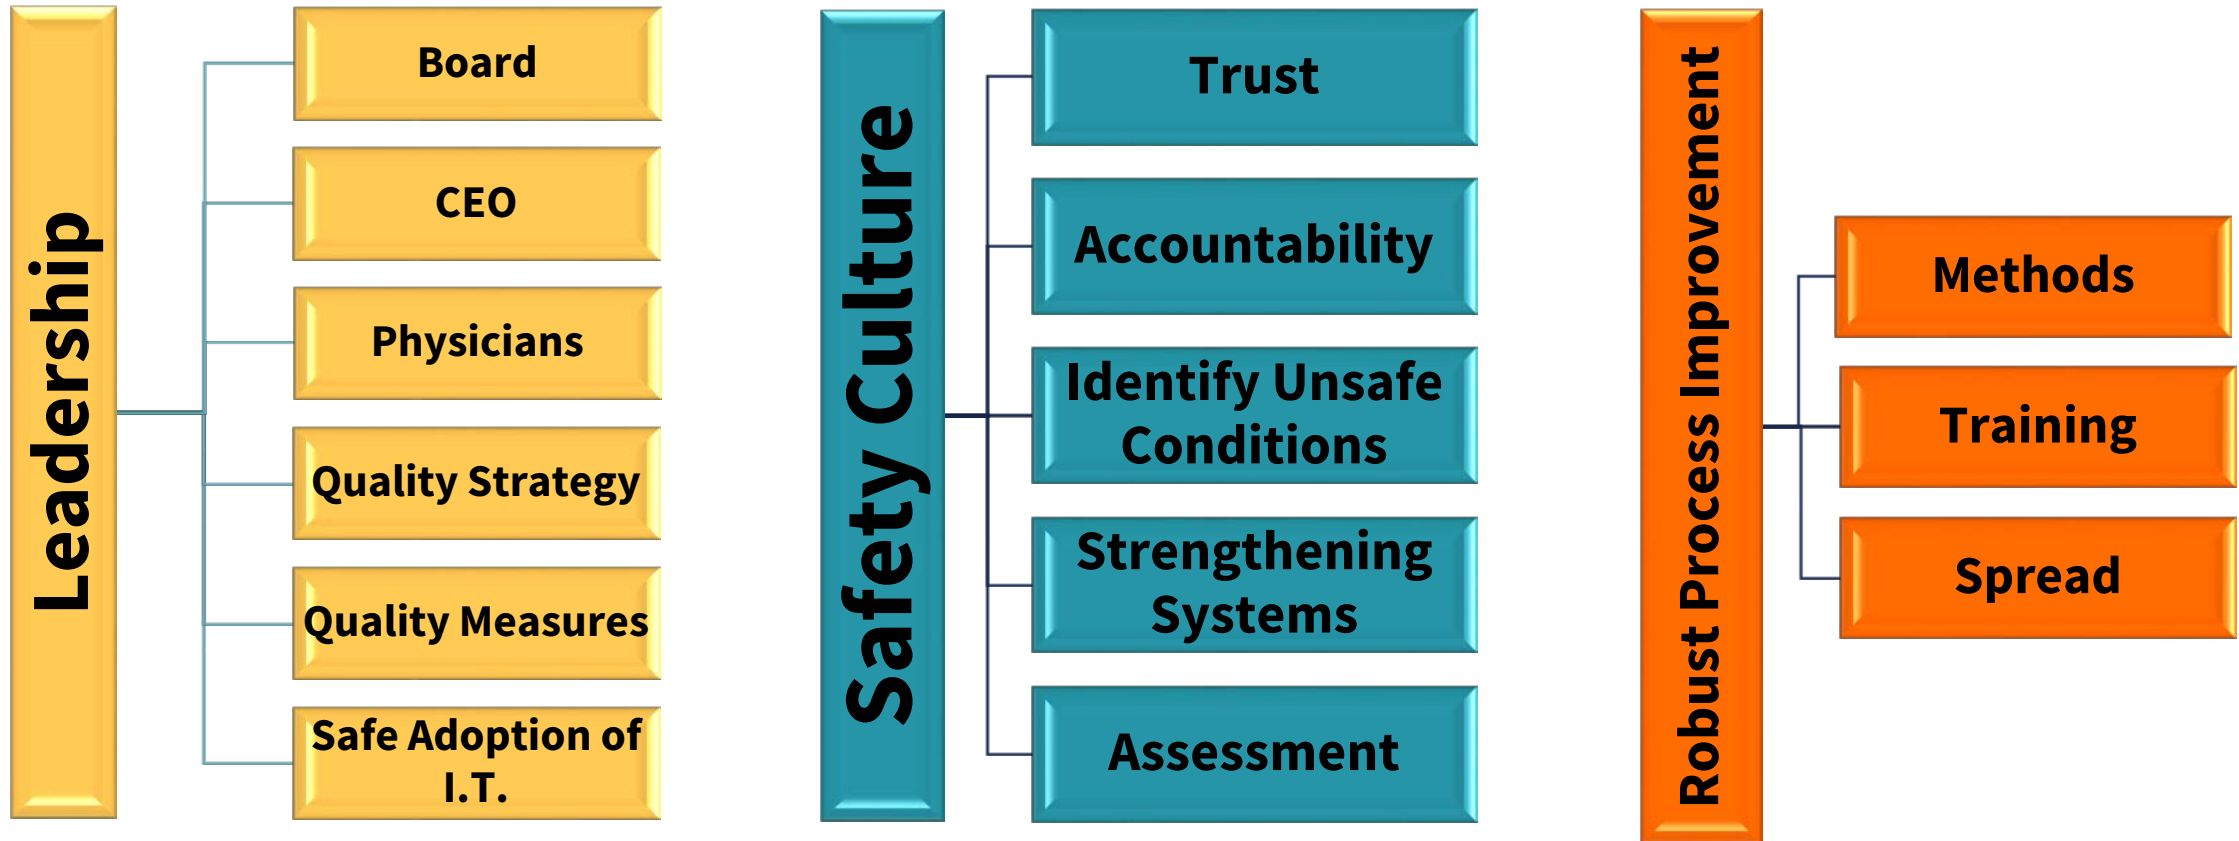 Leadership
Board
CEO
Physicians
Quality Strategy
Quality Measures
Safe Adoption of
I.T.
Safety Culture
Trust
Accountability
Identify Unsafe
Conditions
Strengthening
Systems
Assessment
Robust Process Improvement
Methods
Training
Spread